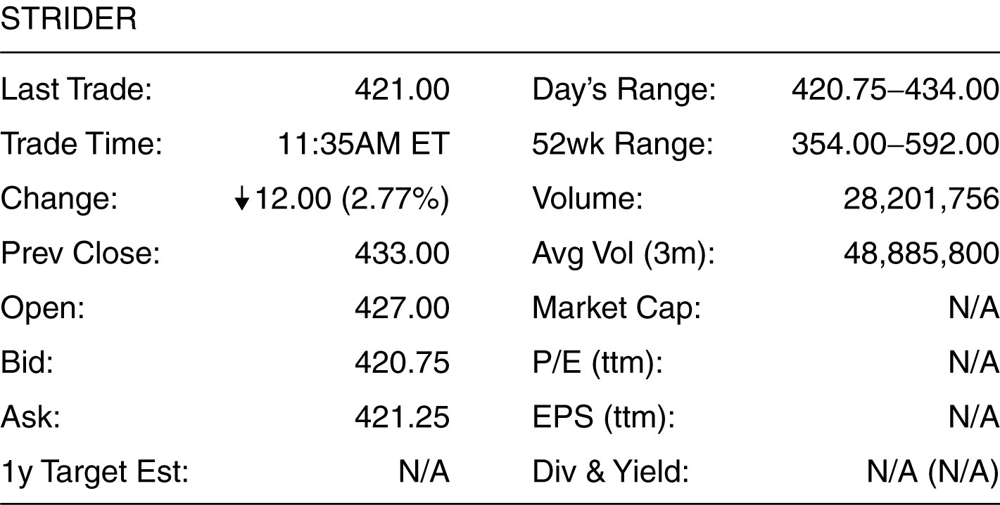 STRIDER
Last Trade: 421.00 Day’s Range: 420.75–434.00
Trade Time: 11:35AM ET 52wk Range: 354.00–592.00
Change: ↓12.00 (2.77%) Volume: 28,201,756
Prev Close: 433.00 Avg Vol (3m): 48,885,800
Open: 427.00 Market Cap: N/A
Bid: 420.75 P/E (ttm): N/A
Ask: 421.25 EPS (ttm): N/A
1y Target Est: N/A Div & Yield: N/A (N/A)